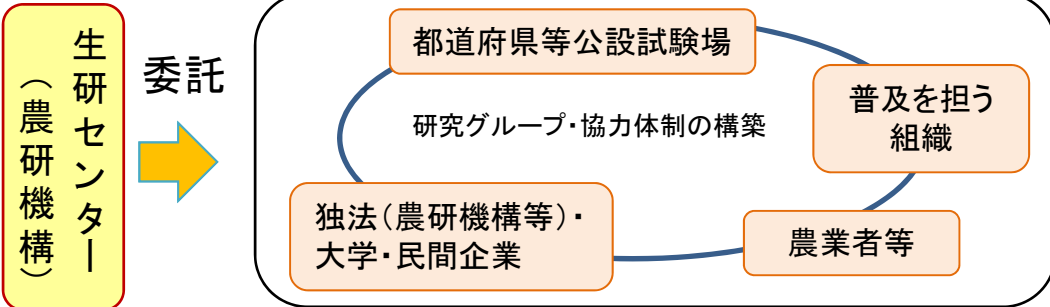 生研センター
（農研機構）
委託
都道府県等公設試験場
普及を担う
組織
研究グループ・協力体制の構築
独法（農研機構等）・
大学・民間企業
農業者等